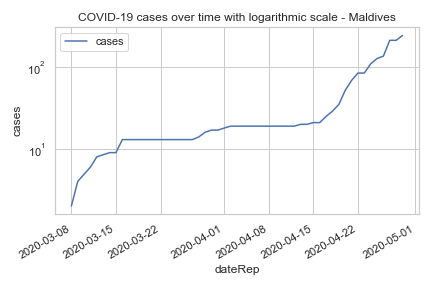 COVID-19 cases over time with logarithmic scale - Maldives
cases
10²
10¹
cases
2020-03-08
2020-03-15
2020-03-22
2020-04-01
2020-04-08
2020-04-15
2020-04-22
2020-05-01
dateRep